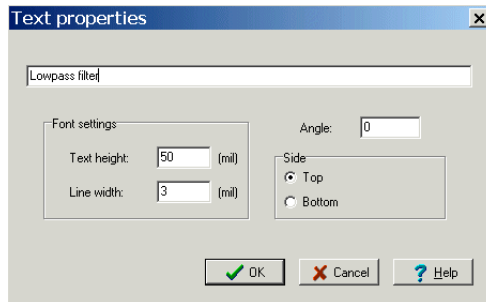 Text properties
Lowpass filter
Font settings
Text height: 50 (mil)
Line width: 3 (mil)
Angle: 0
Side
Top
Bottom
OK Cancel Help